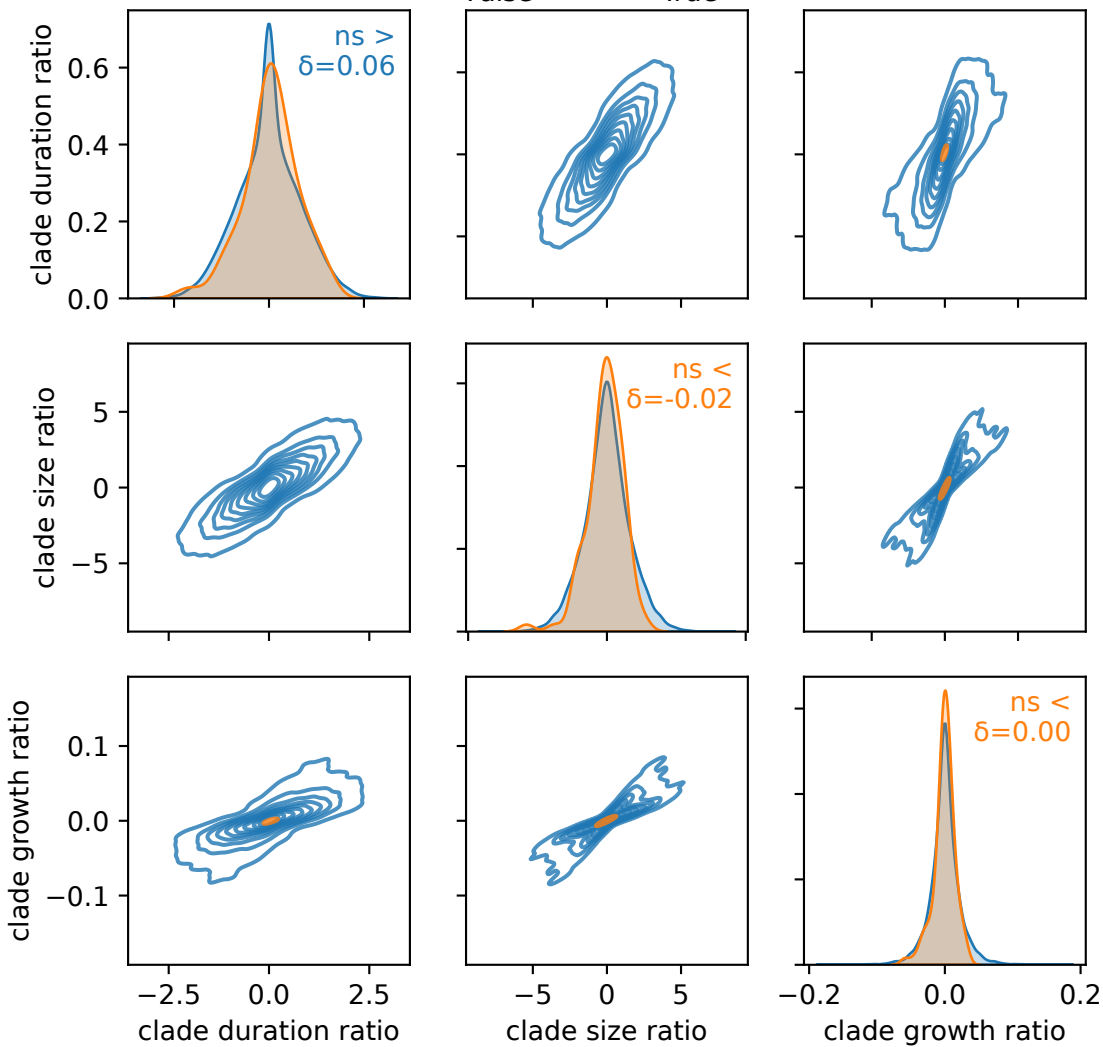 True
clade duration ratio
0.6
0.4
0.2
0.0
ns >
δ=0.06
clade size ratio
5
0
−5
ns <
δ=-0.02
clade growth ratio
0.1
0.0
−0.1
ns <
δ=0.00
−2.5 0.0 2.5
clade duration ratio
−5 0 5
clade size ratio
−0.2 0.0 0.2
clade growth ratio